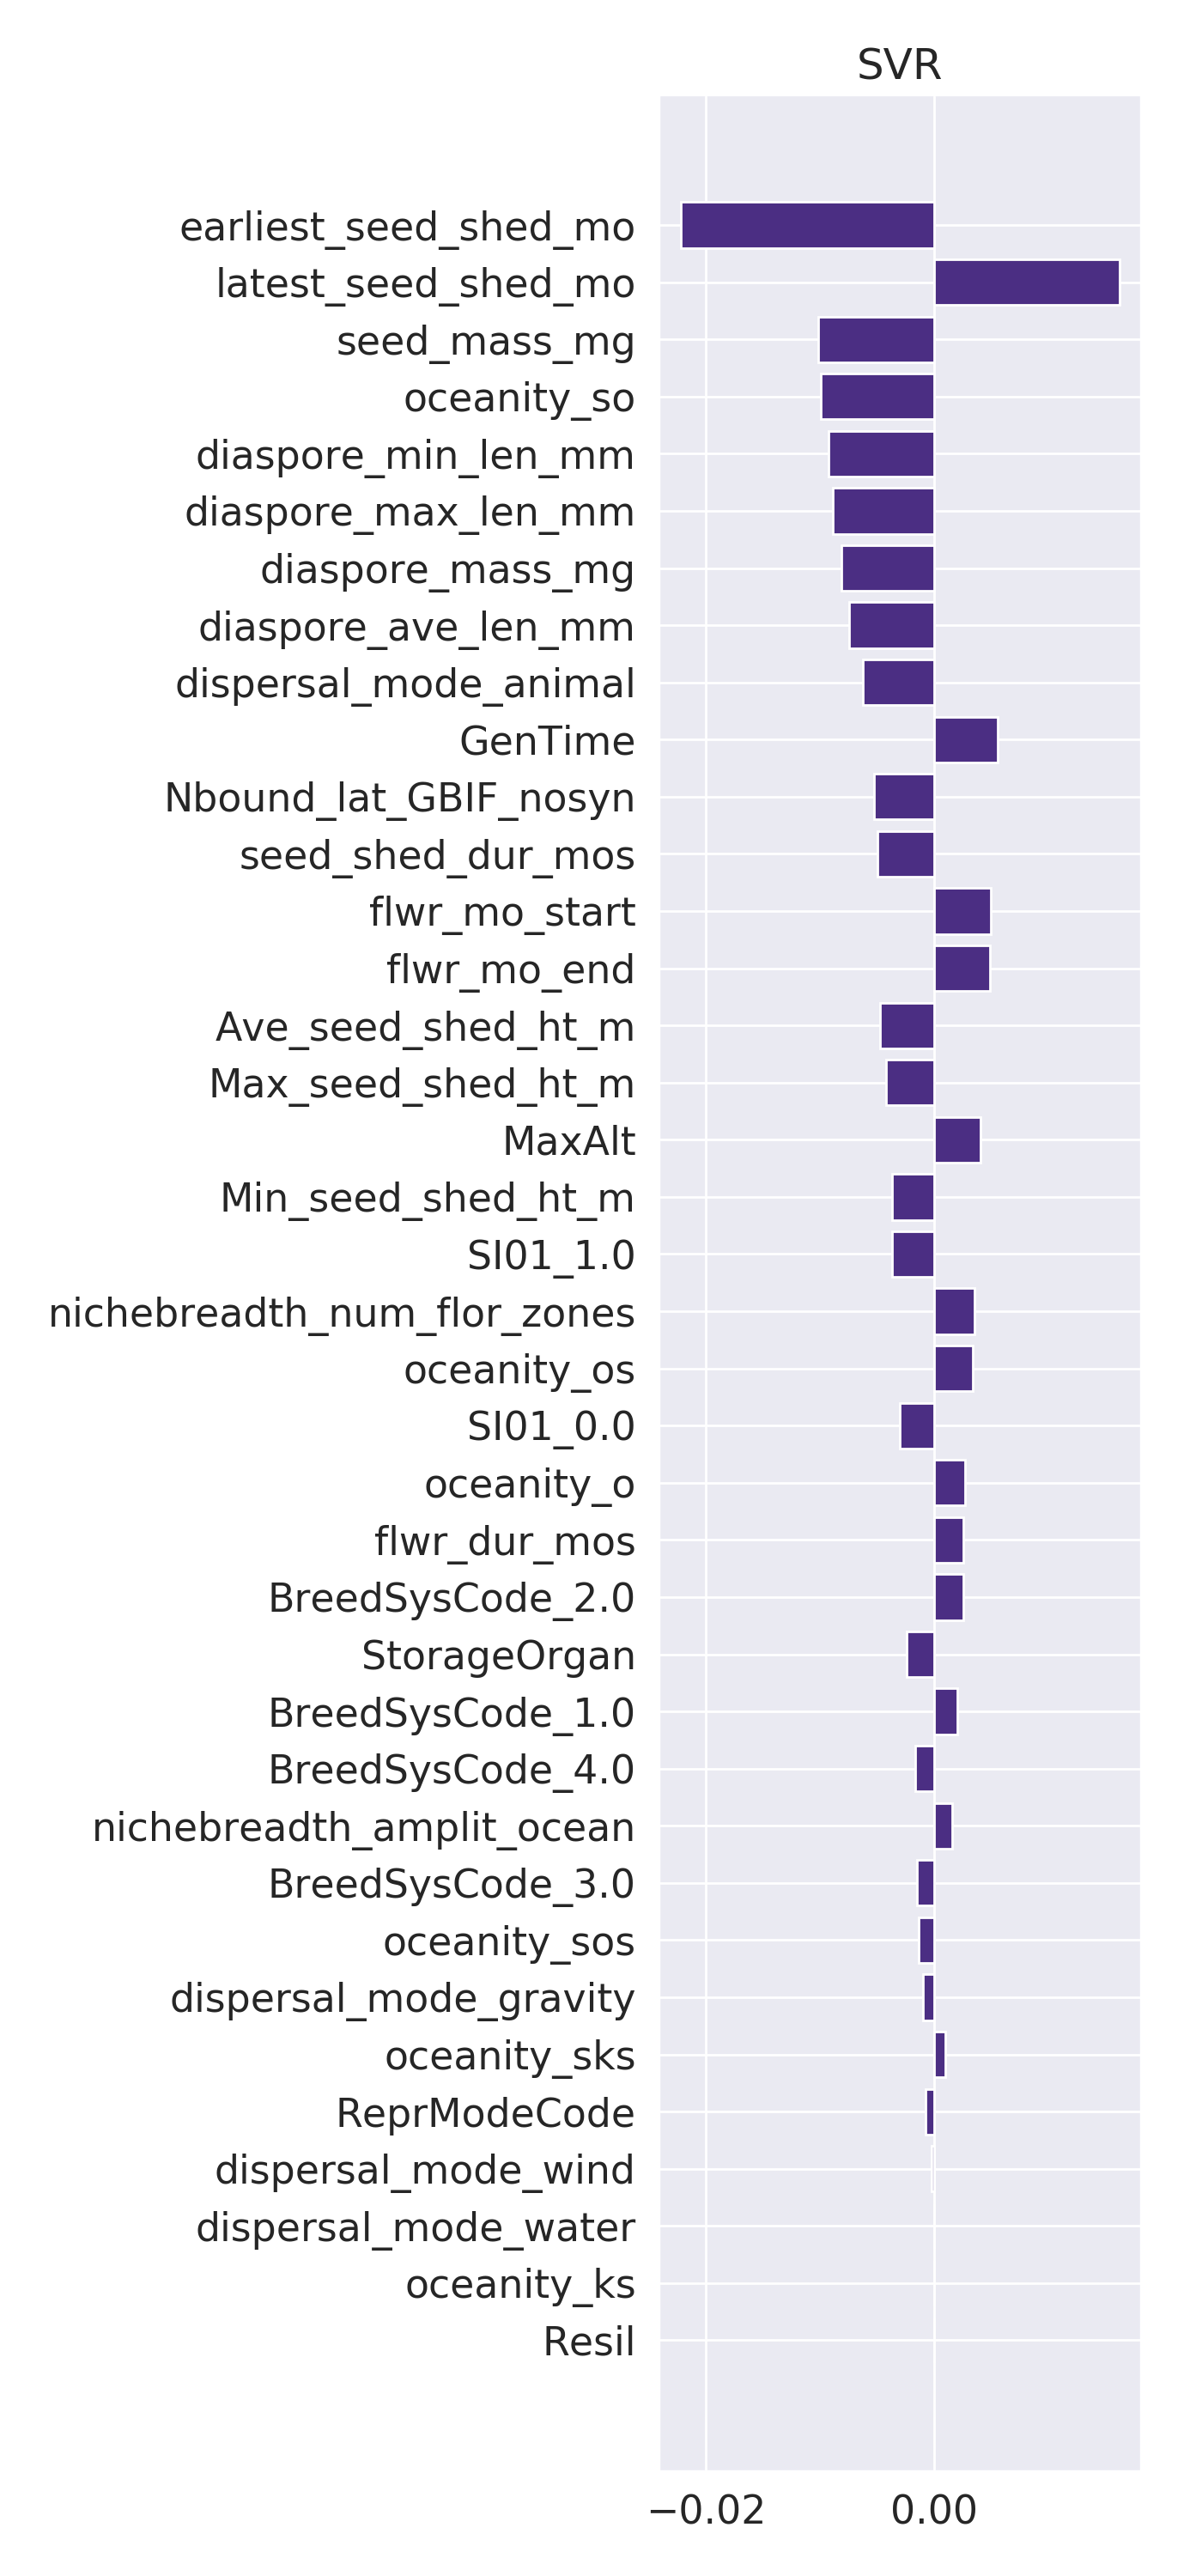 SVR
earliest_seed_shed_mo
latest_seed_shed_mo
seed_mass_mg
oceanity_so
diaspore_min_len_mm
diaspore_max_len_mm
diaspore_mass_mg
diaspore_ave_len_mm
dispersal_mode_animal
GenTime
Nbound_lat_GBIF_nosyn
seed_shed_dur_mos
flwr_mo_start
flwr_mo_end
Ave_seed_shed_ht_m
Max_seed_shed_ht_m
MaxAlt
Min_seed_shed_ht_m
SI01_1.0
nichebreadth_num_flor_zones
oceanity_os
SI01_0.0
oceanity_o
flwr_dur_mos
BreedSysCode_2.0
StorageOrgan
BreedSysCode_1.0
BreedSysCode_4.0
nichebreadth_amplit_ocean
BreedSysCode_3.0
oceanity_sos
dispersal_mode_gravity
oceanity_sks
ReprModeCode
dispersal_mode_wind
dispersal_mode_water
oceanity_ks
Resil
−0.02 0.00